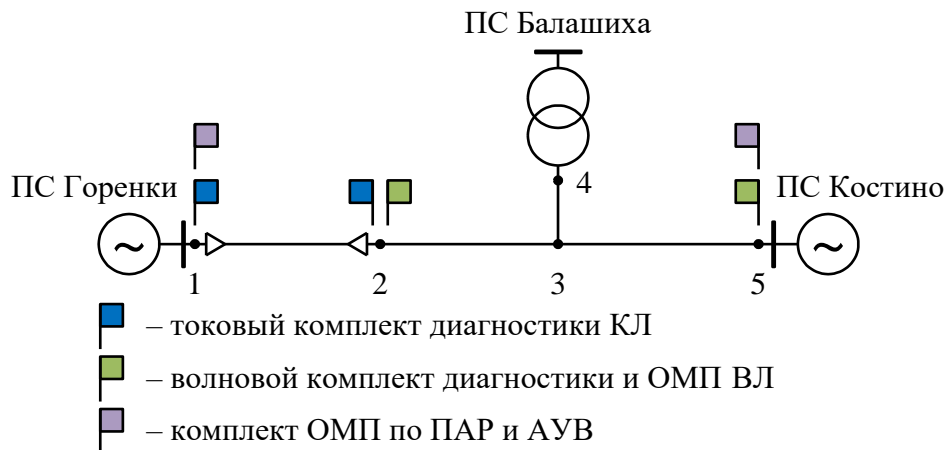 ПС Балашиха
ПС Горенки
4
ПС Костино
~
~
1
2
3
5
– токовый комплект диагностики КЛ
– волновой комплект диагностики и ОМП ВЛ
– комплект ОМП по ПАР и АУВ